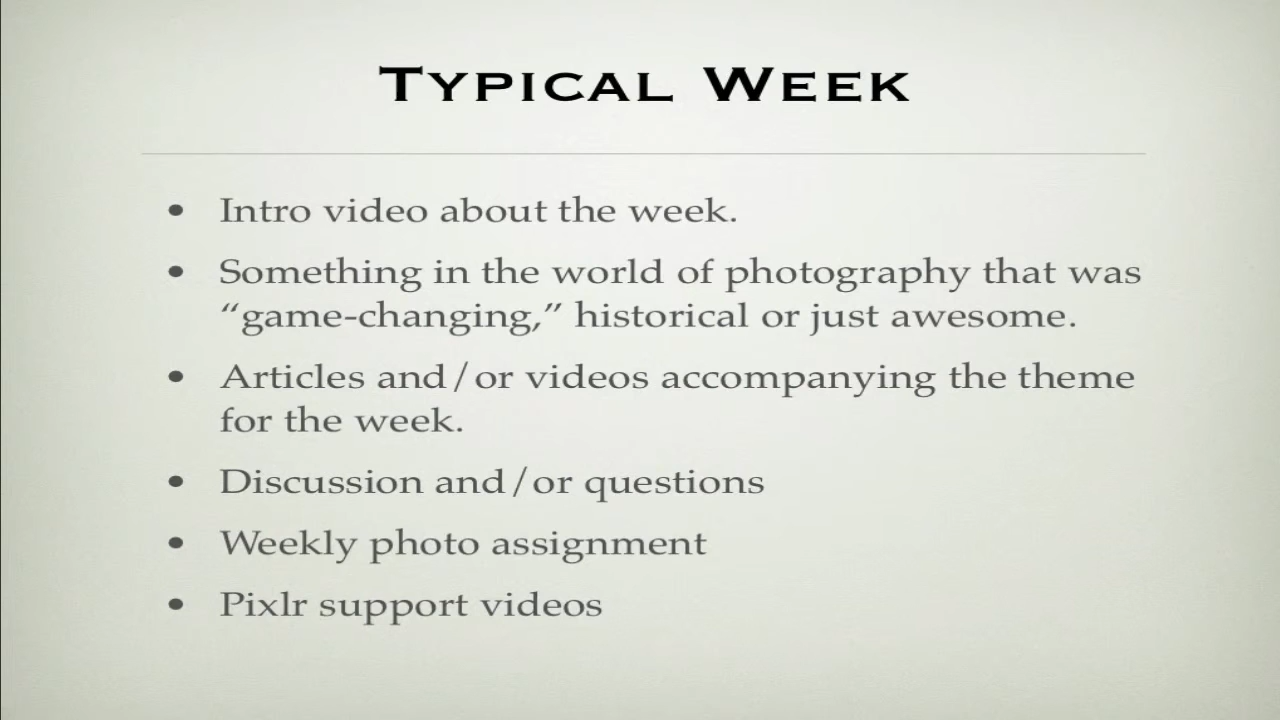 TYPICAL WEEK
• Intro video about the week.
• Something in the world of photography that was
“game-changing,” historical or just awesome.
• Articles and/or videos accompanying the theme
for the week.
• Discussion and/or questions
• Weekly photo assignment
• Pixlr support videos